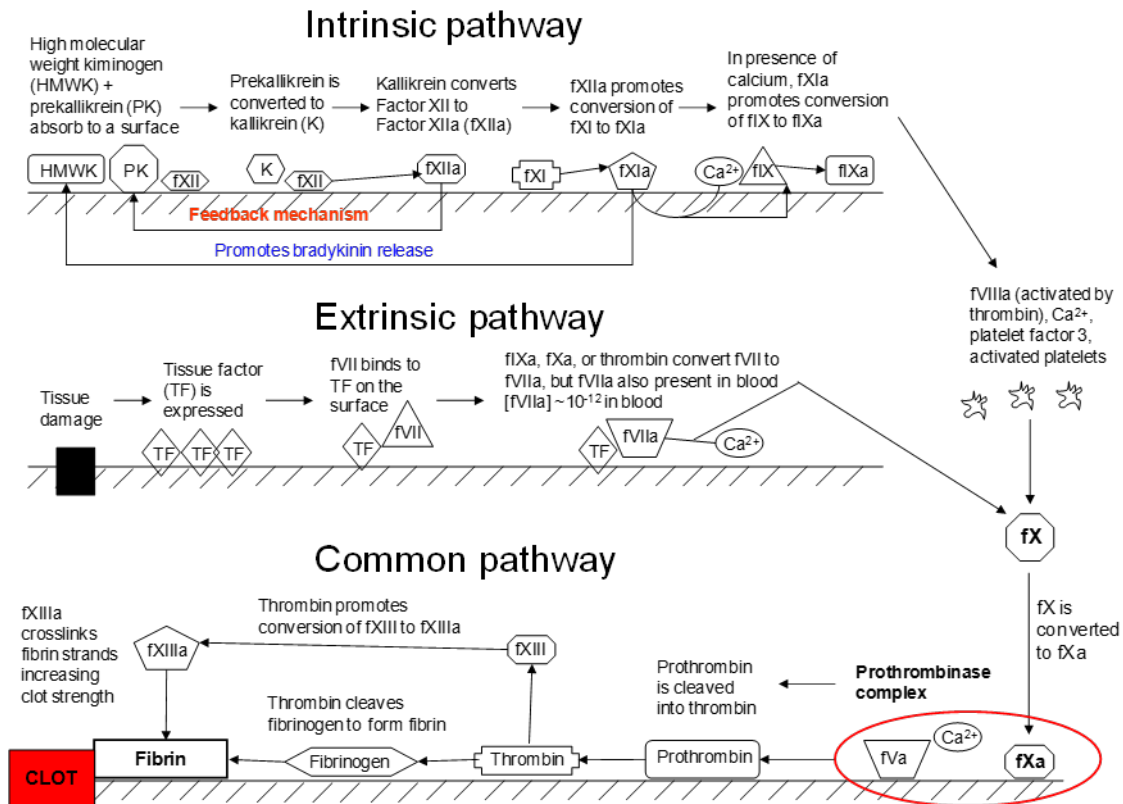 Intrinsic pathway
High molecular
weight kiminogen
(HMWK) +
prekallikrein (PK)
absorb to a surface
Prekallikrein is
converted to
kallikrein (K)
Kallikrein converts
Factor XII to
Factor XIIa (fXIIa)
fXIIa promotes
conversion of
fXI to fXIa
In presence of
calcium, fXIa
promotes conversion
of fIX to fIXa
HMWK
PK
fXII
K
fXII
fXIIa
fXI
fXIa
Ca2+
fIX
fIXa
Feedback mechanism
Promotes bradykinin release
fVIIIa (activated by
thrombin), Ca2+,
platelet factor 3,
activated platelets
Extrinsic pathway
Tissue
damage
Tissue factor
(TF) is
expressed
fVII binds to
TF on the
surface
fIXa, fXa, or thrombin convert fVII to
fVIIa, but fVIIa also present in blood
[fVIIa] ~10-12 in blood
TF
TF
TF
TF
fVII
TF
fVIIa
Ca2+
fX
fX is
converted
to fXa
Common pathway
fXIIIa
crosslinks
fibrin strands
increasing
clot strength
fXIIIa
Thrombin promotes
conversion of fXIII to fXIIIa
fXIII
Thrombin cleaves
fibrinogen to form fibrin
Prothrombin
is cleaved
into thrombin
Prothrombinase
complex
CLOT
Fibrin
Fibrinogen
Thrombin
Prothrombin
fVa
Ca2+
fXa